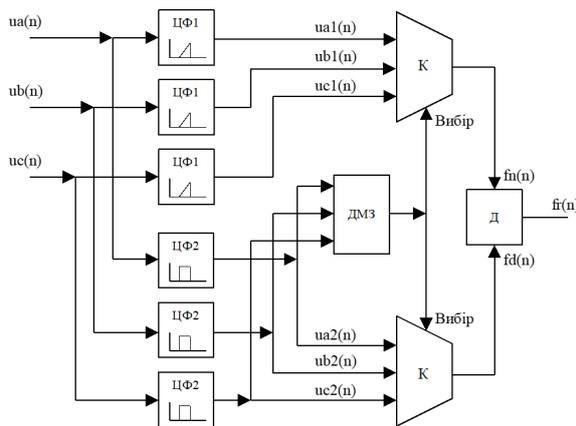 ua(n)
ЦФ1
ua1(n)
ub1(n)
К
ub(n)
ЦФ1
uc1(n)
Вибір
uc(n)
ЦФ1
fn(n)
ДМЗ
Д
fr(n)
ЦФ2
fd(n)
ЦФ2
Вибір
ua2(n)
ub2(n)
К
ЦФ2
uc2(n)